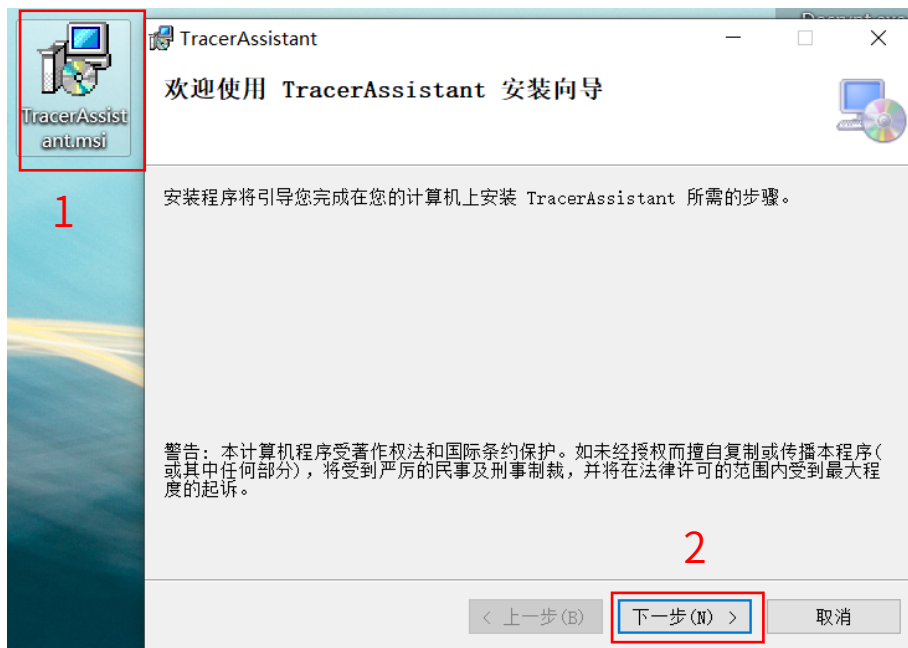 TracerAssist
ant.msi
1
TracerAssistant
欢迎使用 TracerAssistant 安装向导
安装程序将引导您完成在您的计算机上安装 TracerAssistant 所需的步骤。
警告: 本计算机程序受著作权法和国际条约保护。如未经授权而擅自复制或传播本程序(
或其中任何部分), 将受到严厉的民事及刑事制裁, 并将在法律许可的范围内受到最大程
度的起诉。
2
< 上一步(B)
下一步(N) >
取消